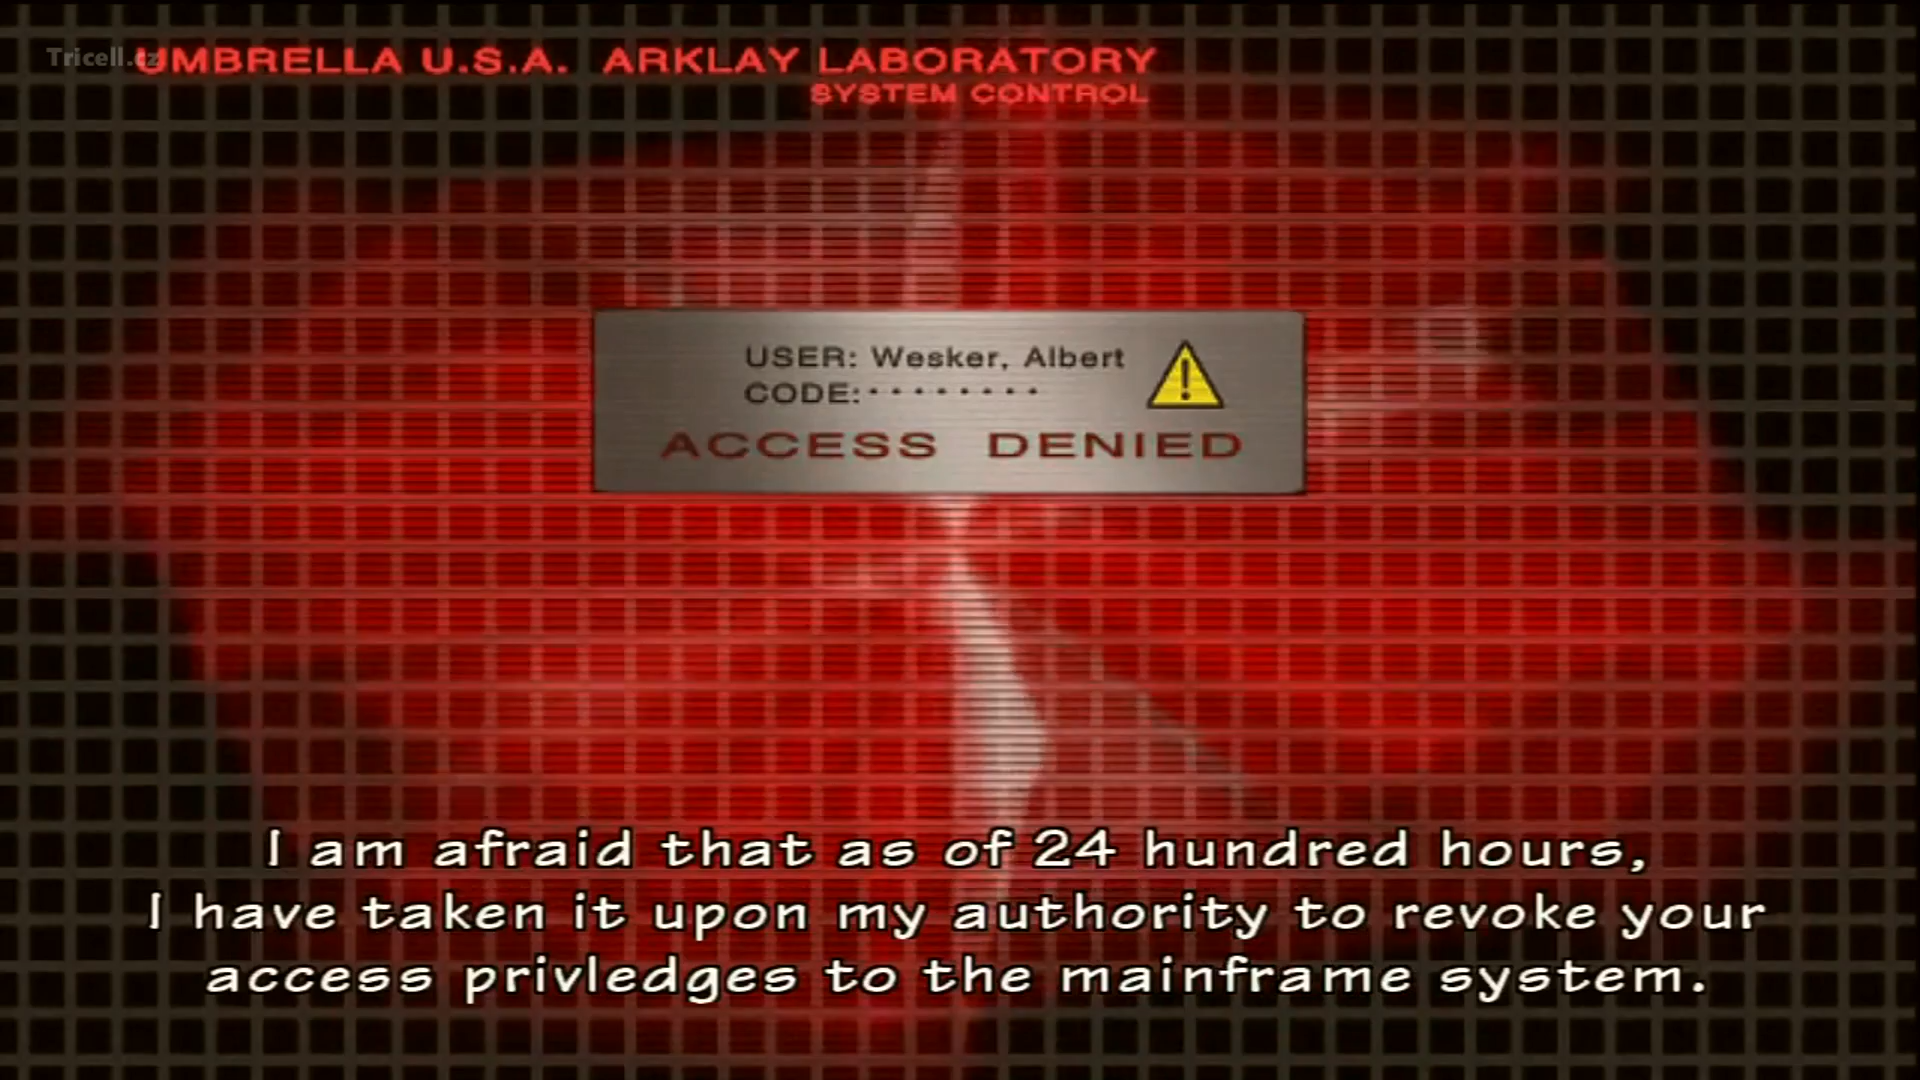 Tricell.cz
UMBRELLA U.S.A. ARKLAY LABORATORY
SYSTEM CONTROL
USER: Wesker, Albert
CODE:········
ACCESS DENIED
I am afraid that as of 24 hundred hours,
I have taken it upon my authority to revoke your
access privledges to the mainframe system.